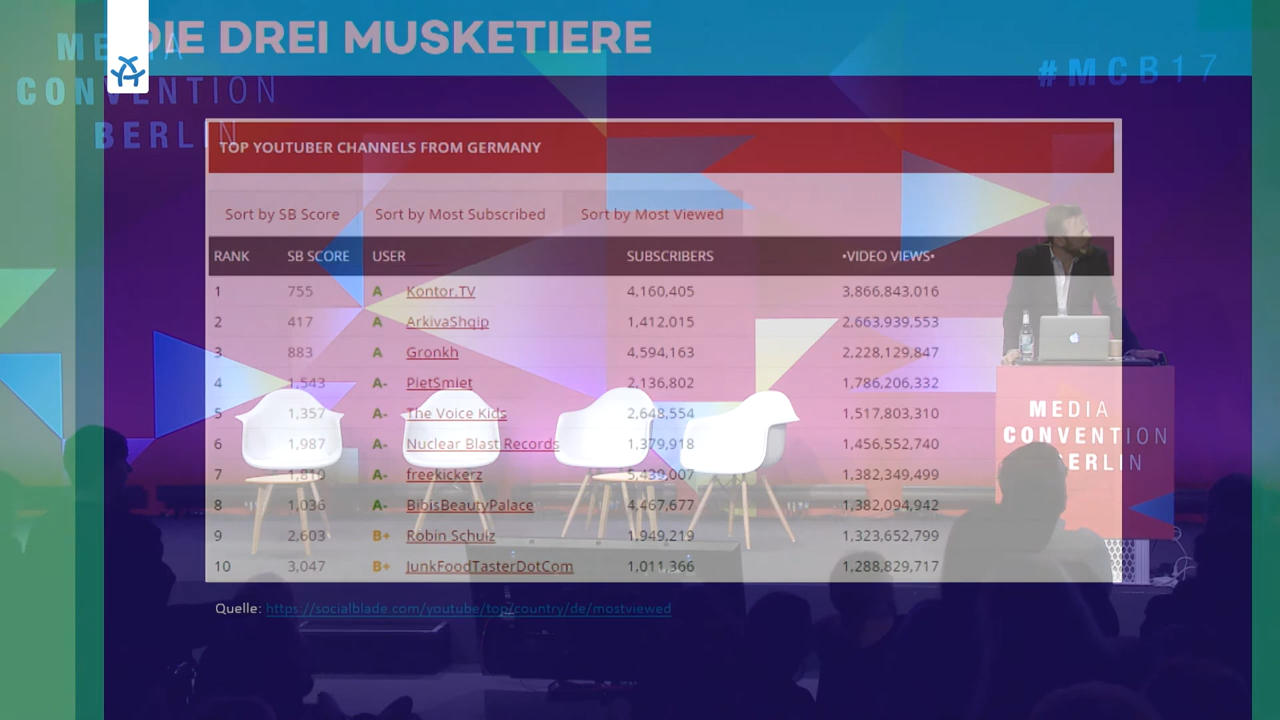 DIE DREI MUSKETIERE
MEDIA
CONVENTION
BERLIN
#MCB17
TOP YOUTUBER CHANNELS FROM GERMANY
Sort by SB Score Sort by Most Subscribed Sort by Most Viewed
RANK SB SCORE USER SUBSCRIBERS •VIDEO VIEWS•
1 755 A Kontor.TV 4,160,405 3,866,843,016
2 417 A ArkivaShqip 1,412,015 2,663,939,553
3 883 A Gronkh 4,594,163 2,228,129,847
4 1,543 A- PietSmiet 2,136,802 1,786,206,332
5 1,357 A- The Voice Kids 2,648,554 1,517,803,310
6 1,987 A- Nuclear Blast Records 1,379,918 1,456,552,740
7 1,819 A- freekickerz 5,439,007 1,382,349,499
8 1,036 A- BibisBeautyPalace 4,467,677 1,382,094,942
9 2,603 B+ Robin Schulz 1,949,219 1,323,652,799
10 3,047 B+ JunkFoodTasterDotCom 1,011,366 1,288,829,717
Quelle: https://socialblade.com/youtube/top/country/de/mostviewed
MEDIA
CONVENTION
BERLIN